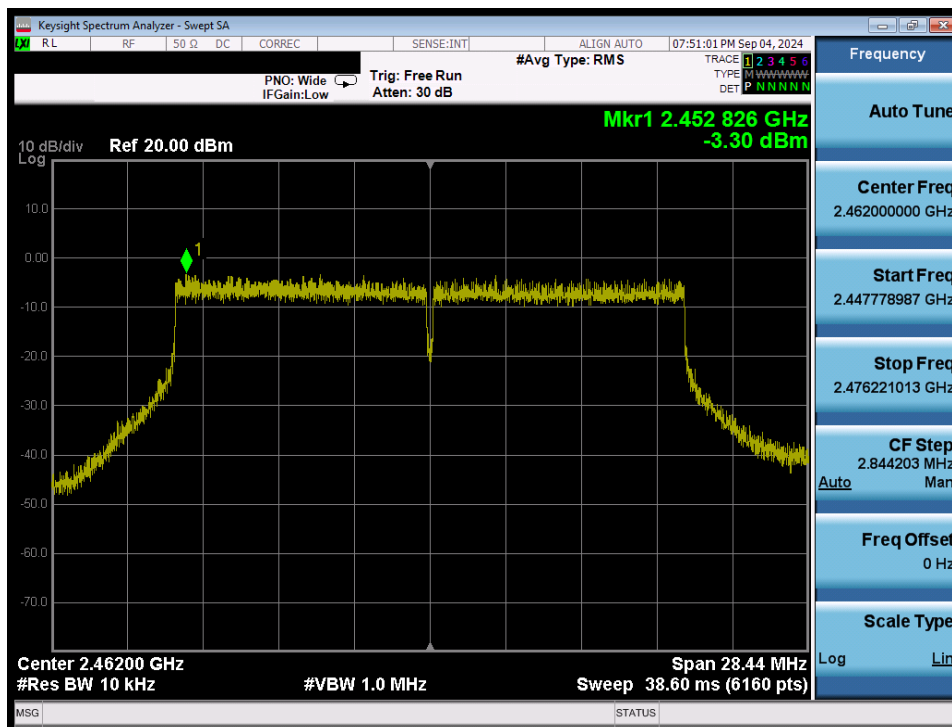 Keysight Spectrum Analyzer - Swept SA
LXI RL RF 50 Ω DC CORREC SENSE:INT ALIGN AUTO 07:51:01 PM Sep 04, 2024
#Avg Type: RMS
TRACE 1 2 3 4 5 6
TYPE M W W W W W
DET P N N N N N
PNO: Wide
IFGain:Low
Trig: Free Run
Atten: 30 dB
Mkr1 2.452 826 GHz
-3.30 dBm
10 dB/div
Log
Ref 20.00 dBm
1
10.0
0.00
-10.0
-20.0
-30.0
-40.0
-50.0
-60.0
-70.0
Center 2.46200 GHz
Span 28.44 MHz
#Res BW 10 kHz
#VBW 1.0 MHz
Sweep 38.60 ms (6160 pts)
MSG
STATUS
Frequency
Auto Tune
Center Freq
2.462000000 GHz
Start Freq
2.447778987 GHz
Stop Freq
2.476221013 GHz
CF Step
2.844203 MHz
Auto Man
Freq Offset
0 Hz
Scale Type
Log Lin